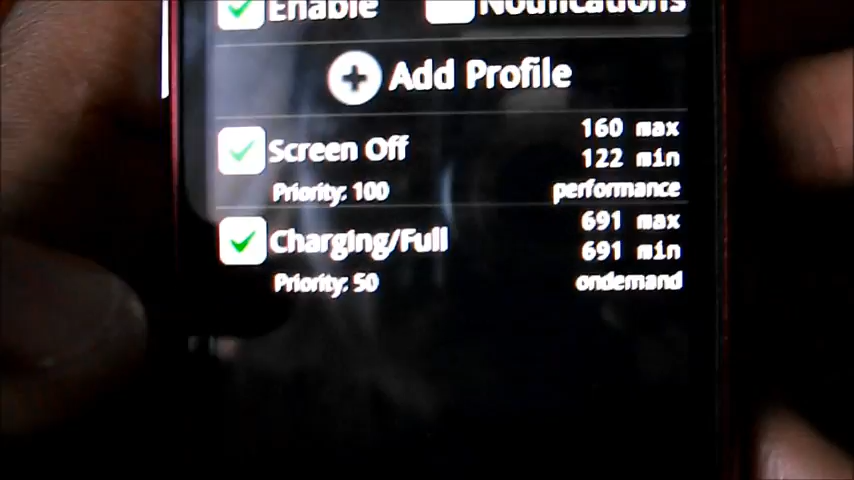 Enable Notifications
Add Profile
Screen Off 160 max
122 min
Priority: 100 performance
Charging/Full 691 max
691 min
Priority: 50 ondemand